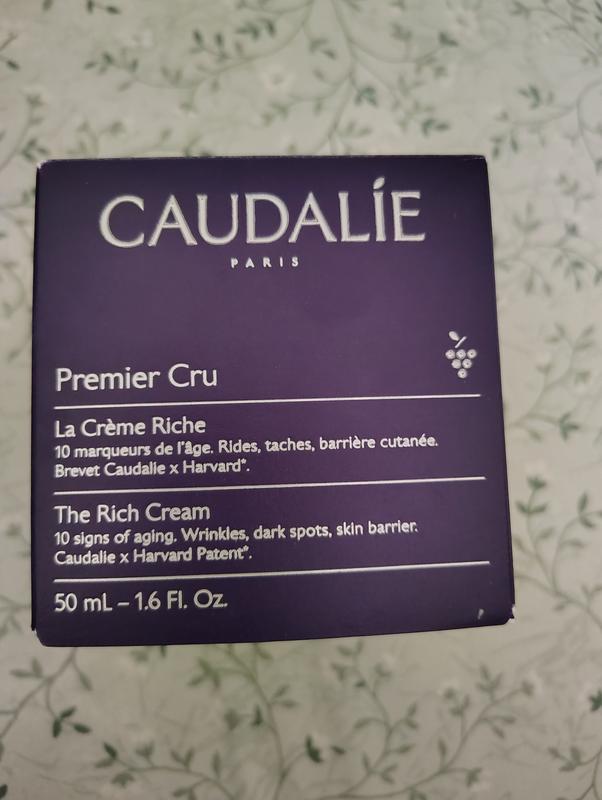 CAUDALÍE
PARIS
Premier Cru
La Crème Riche
10 marqueurs de l'âge. Rides, taches, barrière cutanée.
Brevet Caudalie x Harvard*.
The Rich Cream
10 signs of aging. Wrinkles, dark spots, skin barrier.
Caudalie x Harvard Patent*.
50 mL – 1.6 Fl. Oz.